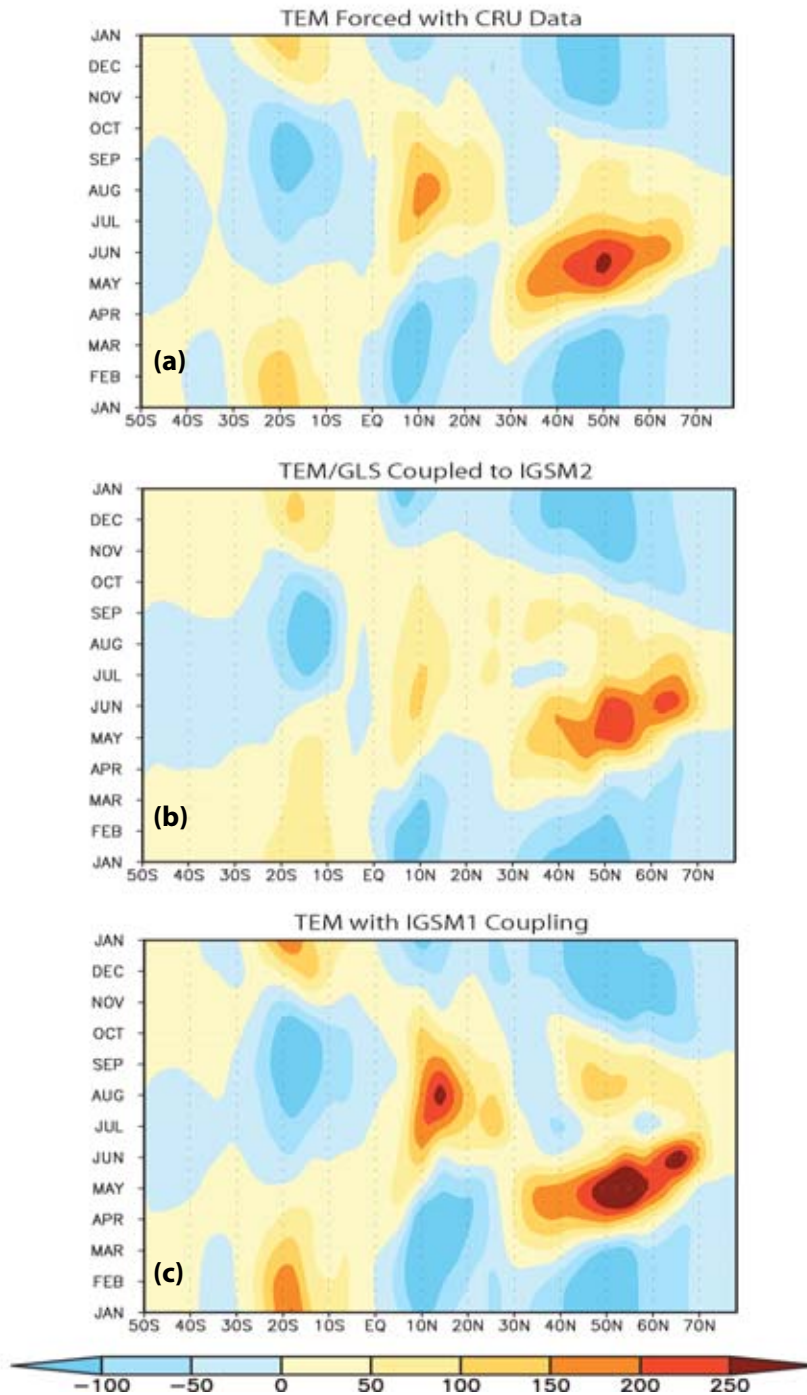 TEM Forced with CRU Data
JAN
DEC
NOV
OCT
SEP
AUG
JUL
JUN
MAY
APR
MAR
FEB
JAN
(a)
50S 40S 30S 20S 10S EQ 10N 20N 30N 40N 50N 60N 70N
TEM/GLS Coupled to IGSM2
JAN
DEC
NOV
OCT
SEP
AUG
JUL
JUN
MAY
APR
MAR
FEB
JAN
(b)
50S 40S 30S 20S 10S EQ 10N 20N 30N 40N 50N 60N 70N
TEM with IGSM1 Coupling
JAN
DEC
NOV
OCT
SEP
AUG
JUL
JUN
MAY
APR
MAR
FEB
JAN
(c)
50S 40S 30S 20S 10S EQ 10N 20N 30N 40N 50N 60N 70N
−100 −50 0 50 100 150 200 250